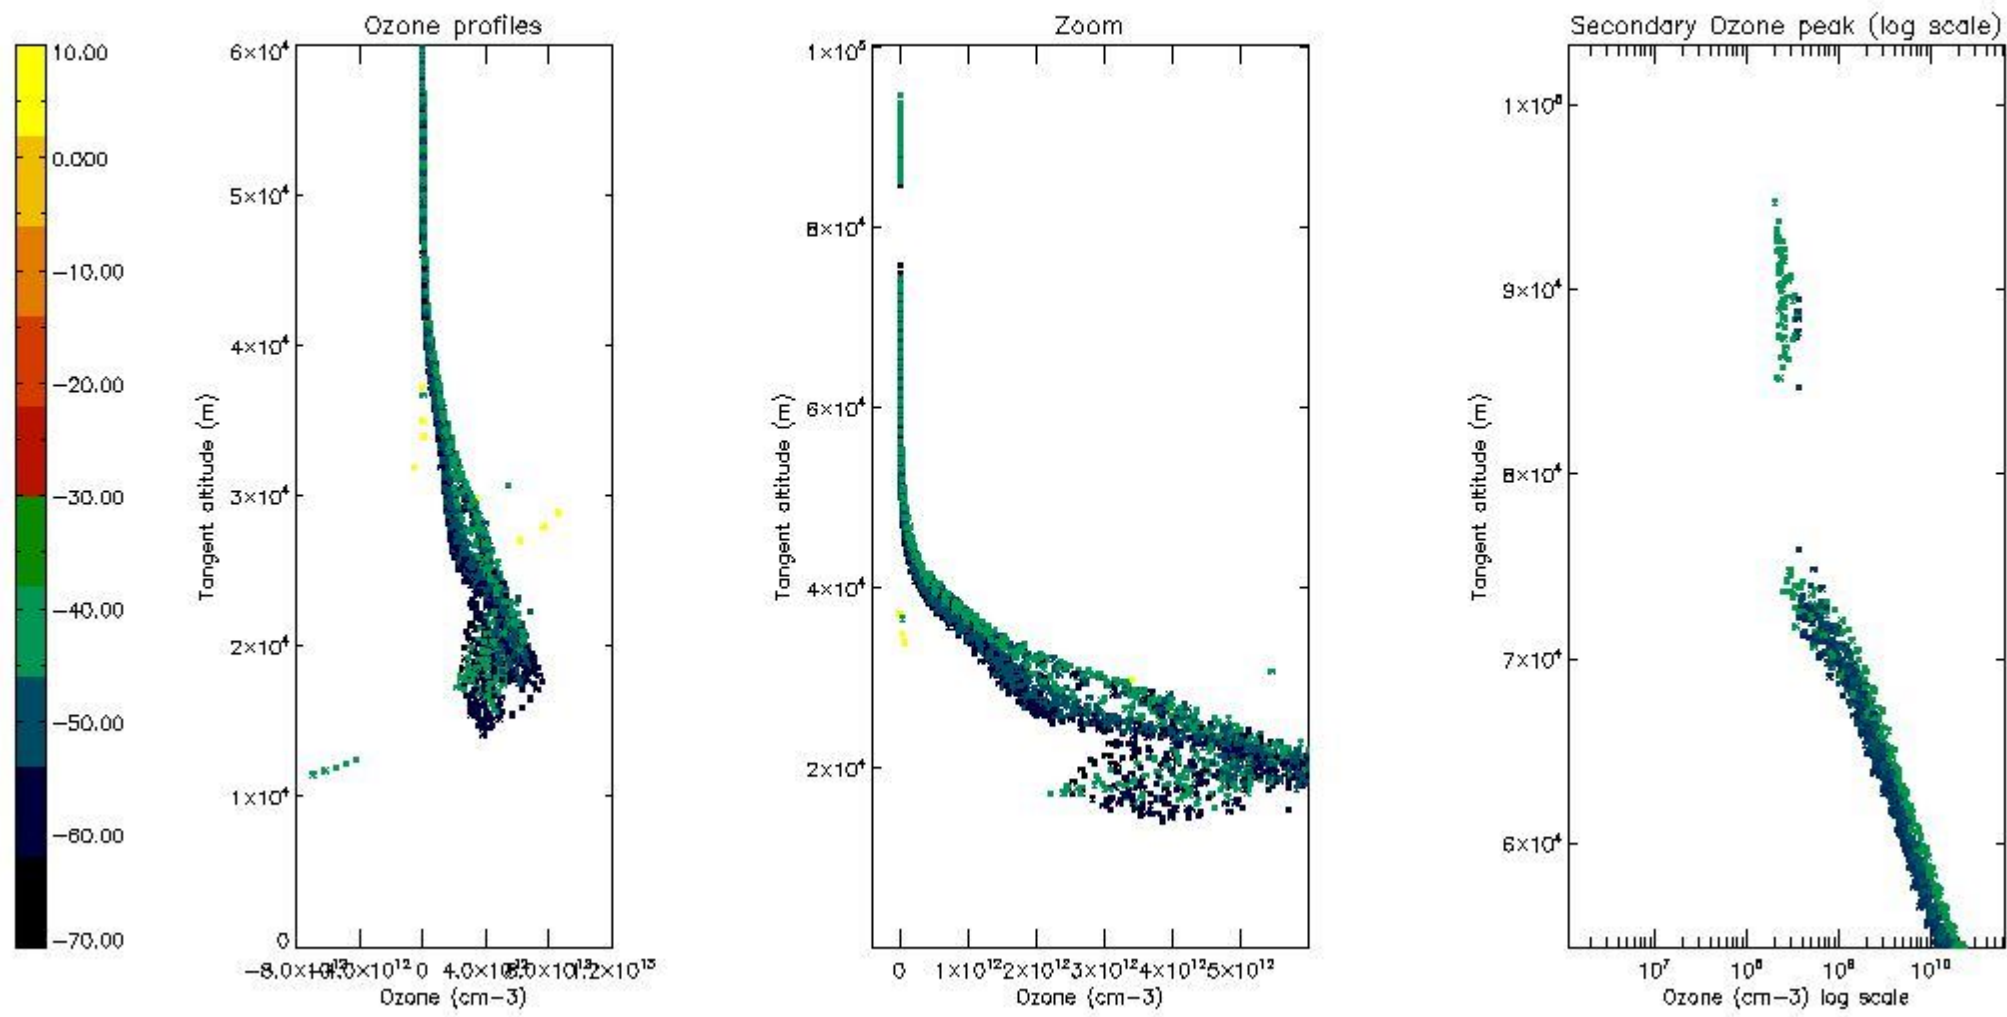 Ozone profiles
Zoom
Secondary Ozone peak (log scale)
10.00
0.000
−10.00
−20.00
−30.00
−40.00
−50.00
−60.00
−70.00
Tangent altitude (m)
6×10⁴
5×10⁴
4×10⁴
3×10⁴
2×10⁴
1×10⁴
0
0
Ozone (cm−3)
Tangent altitude (m)
1×10⁵
8×10⁴
6×10⁴
4×10⁴
2×10⁴
0 1×10¹² 2×10¹² 3×10¹² 4×10¹² 5×10¹²
Ozone (cm−3)
Tangent altitude (m)
9×10⁴
8×10⁴
7×10⁴
6×10⁴
10⁷ 10⁸ 10⁹ 10¹⁰
Ozone (cm−3) log scale